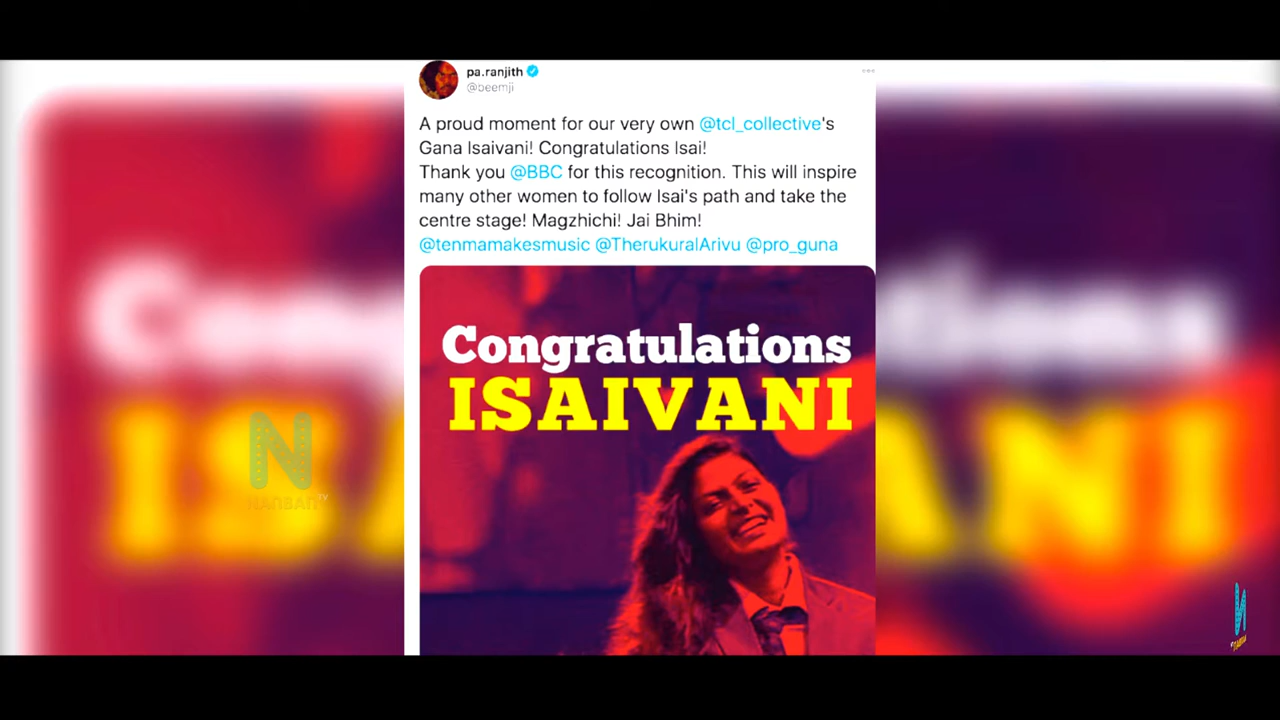 pa.ranjith
@beemji
A proud moment for our very own @tcl_collective's
Gana Isaivani! Congratulations Isai!
Thank you @BBC for this recognition. This will inspire
many other women to follow Isai's path and take the
centre stage! Magzhichi! Jai Bhim!
@tenmamakesmusic @TherukuralArivu @pro_guna
Congratulations
ISAIVANI
N
NANBAN TV